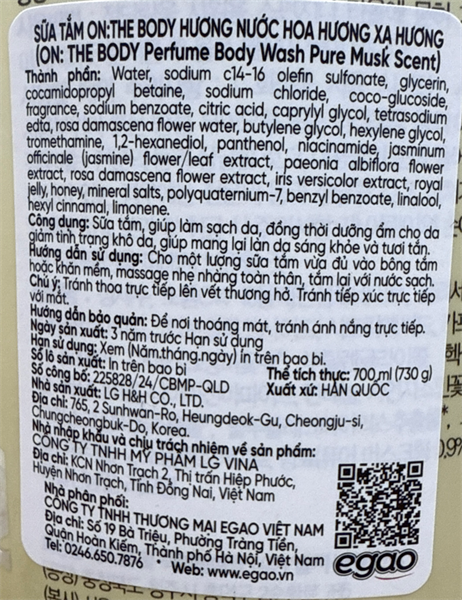 SỮA TẮM ON:THE BODY HƯƠNG NƯỚC HOA HƯƠNG XẠ HƯƠNG
(ON: THE BODY Perfume Body Wash Pure Musk Scent)
Thành phần: Water, sodium c14-16 olefin sulfonate, glycerin,
cocamidopropyl betaine, sodium chloride, coco-glucoside,
fragrance, sodium benzoate, citric acid, caprylyl glycol, tetrasodium
edta, rosa damascena flower water, butylene glycol, hexylene glycol,
tromethamine, 1,2-hexanediol, panthenol, niacinamide, jasminum
officinale (jasmine) flower/leaf extract, paeonia albiflora flower
extract, rosa damascena flower extract, iris versicolor extract, royal
jelly, honey, mineral salts, polyquaternium-7, benzyl benzoate, linalool,
hexyl cinnamal, limonene.
Công dụng: Sữa tắm, giúp làm sạch da, đồng thời dưỡng ẩm cho da
giảm tình trạng khô da, giúp mang lại làn da sáng khỏe và tươi tắn.
Hướng dẫn sử dụng: Cho một lượng sữa tắm vừa đủ vào bông tắm
hoặc khăn mềm, massage nhẹ nhàng toàn thân, tắm lại với nước sạch.
Chú ý: Tránh thoa trực tiếp lên vết thương hở. Tránh tiếp xúc trực tiếp
với mắt.
Hướng dẫn bảo quản: Để nơi thoáng mát, tránh ánh nắng trực tiếp.
Ngày sản xuất: 3 năm trước Hạn sử dụng
Hạn sử dụng: Xem (Năm.tháng.ngày) in trên bao bì.
Số lô sản xuất: In trên bao bì
Thể tích thực: 700ml (730 g)
Số công bố: 225828/24/CBMP-QLD
Xuất xứ: HÀN QUỐC
Nhà sản xuất: LG H&H CO., LTD.
Địa chỉ: 765, 2 Sunhwan-Ro, Heungdeok-Gu, Cheongju-si,
Chungcheongbuk-Do, Korea.
Nhà nhập khẩu và chịu trách nhiệm về sản phẩm:
CÔNG TY TNHH MỸ PHẨM LG VINA
Địa chỉ: KCN Nhơn Trạch 2, Thị trấn Hiệp Phước,
Huyện Nhơn Trạch, Tỉnh Đồng Nai, Việt Nam
Nhà phân phối:
CÔNG TY TNHH THƯƠNG MẠI EGAO VIỆT NAM
Địa chỉ: Số 19 Bà Triệu, Phường Tràng Tiền,
Quận Hoàn Kiếm, Thành phố Hà Nội, Việt Nam
Tel: 0246.650.7876 • Web: www.egao.vn
egao